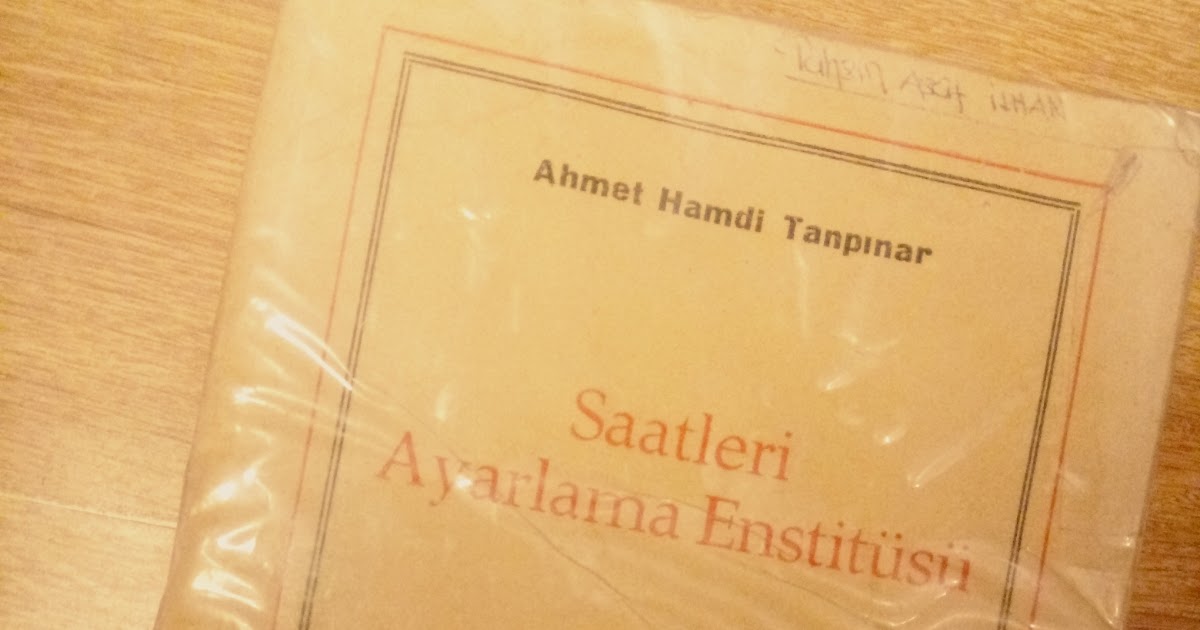 Ahmet Hamdi Tanpınar
Saatleri
Ayarlama Enstitüsü